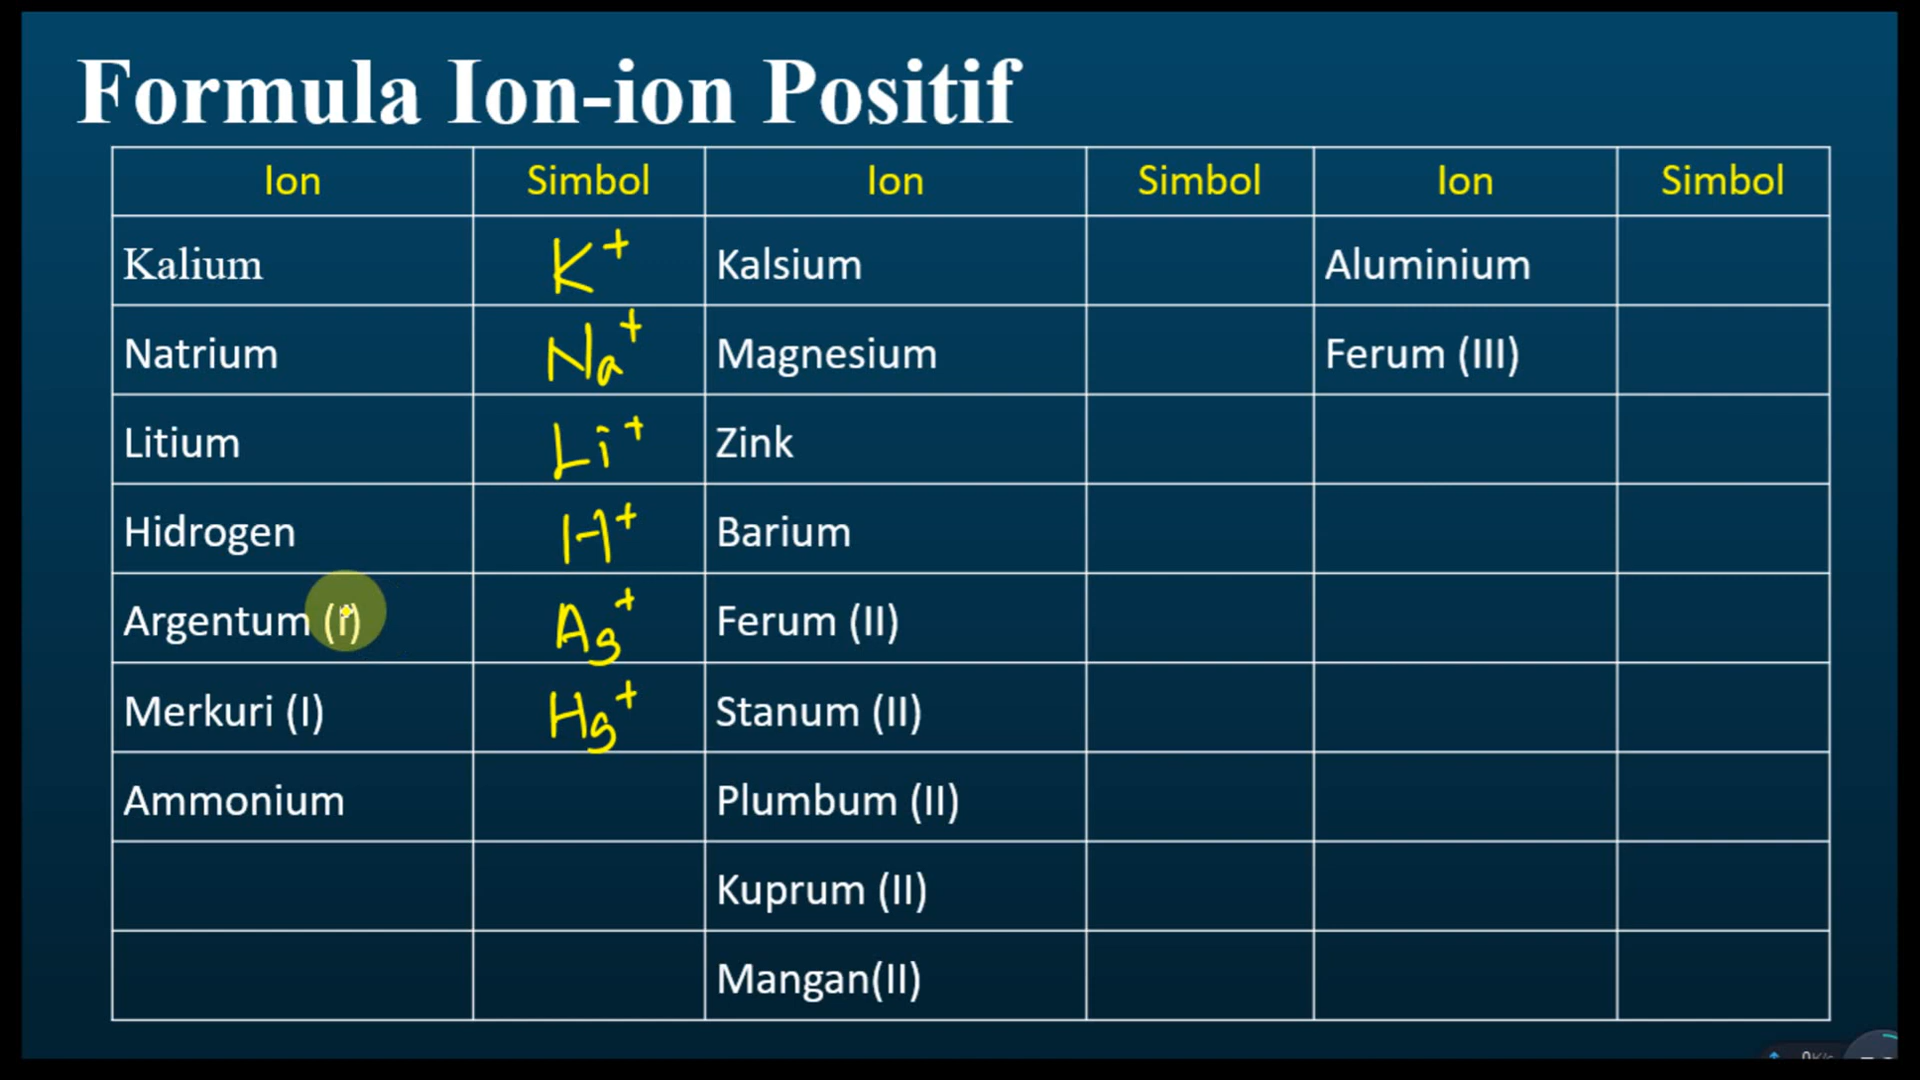 Formula Ion-ion Positif
Ion Simbol Ion Simbol Ion Simbol
Kalium K⁺ Kalsium Aluminium
Natrium Na⁺ Magnesium Ferum (III)
Litium Li⁺ Zink
Hidrogen H⁺ Barium
Argentum (I) Ag⁺ Ferum (II)
Merkuri (I) Hg⁺ Stanum (II)
Ammonium Plumbum (II)
Kuprum (II)
Mangan(II)